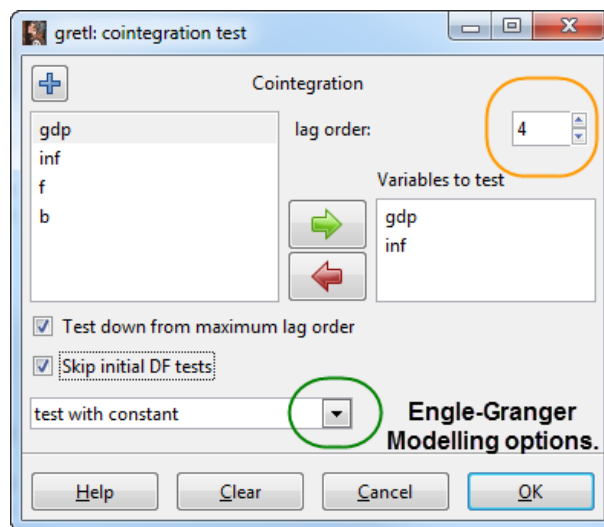 gretl: cointegration test
Cointegration
gdp
inf
f
b
lag order:
4
Variables to test
gdp
inf
Test down from maximum lag order
Skip initial DF tests
test with constant
Engle-Granger
Modelling options.
Help
Clear
Cancel
OK